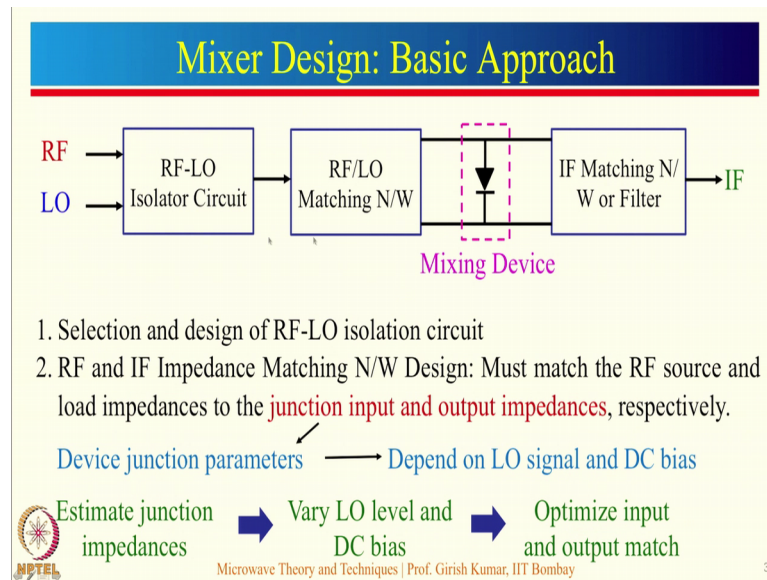 Mixer Design: Basic Approach
RF
LO
RF-LO
Isolator Circuit
RF/LO
Matching N/W
IF Matching N/
W or Filter
IF
Mixing Device
1. Selection and design of RF-LO isolation circuit
2. RF and IF Impedance Matching N/W Design: Must match the RF source and
load impedances to the junction input and output impedances, respectively.
Device junction parameters
Depend on LO signal and DC bias
Estimate junction
impedances
Vary LO level and
DC bias
Optimize input
and output match
NPTEL
Microwave Theory and Techniques | Prof. Girish Kumar, IIT Bombay
3